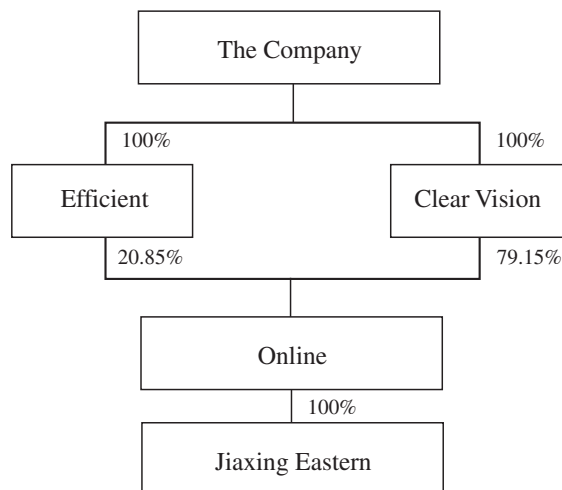 The Company
100%
100%
Efficient
Clear Vision
20.85%
79.15%
Online
100%
Jiaxing Eastern